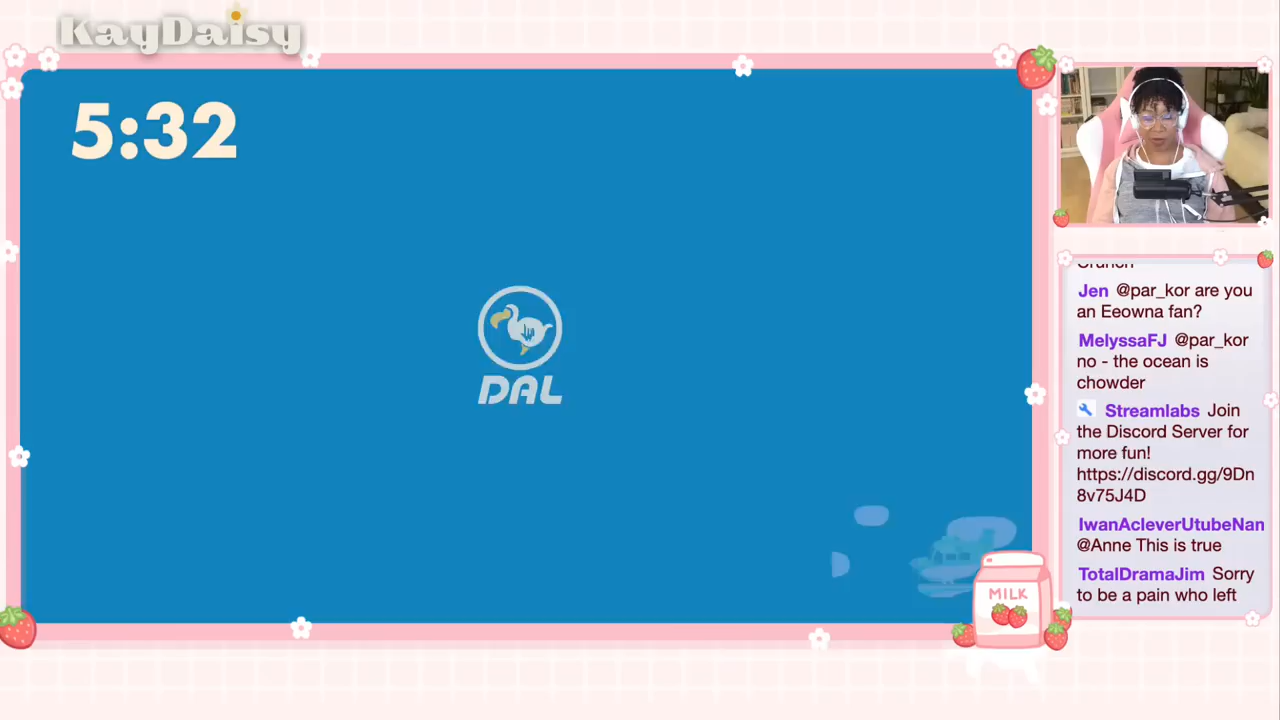 KayDaisy
5:32
DAL
MILK
Crunch
Jen @par_kor are you
an Eeowna fan?
MelyssaFJ @par_kor
no - the ocean is
chowder
Streamlabs Join
the Discord Server for
more fun!
https://discord.gg/9Dn
8v75J4D
IwanAcleverUtubeNan
@Anne This is true
TotalDramaJim Sorry
to be a pain who left